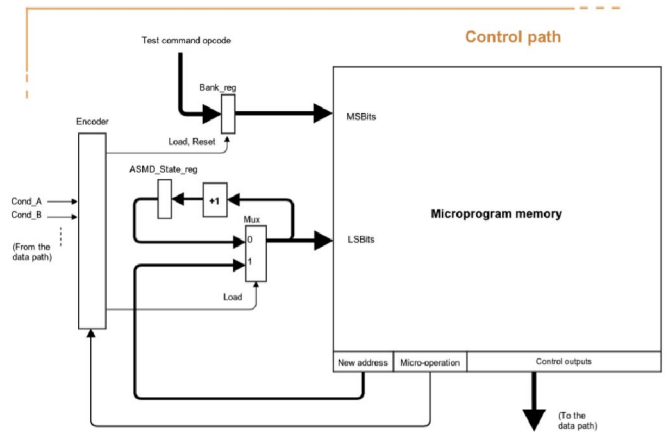 Control path
Test command opcode
Bank_reg
MSBits
Encoder
Load, Reset
ASMD_State_reg
+1
Cond_A
Cond_B
Mux
Microprogram memory
(From the
data path)
0
LSBits
1
Load
New address
Micro-operation
Control outputs
(To the
data path)